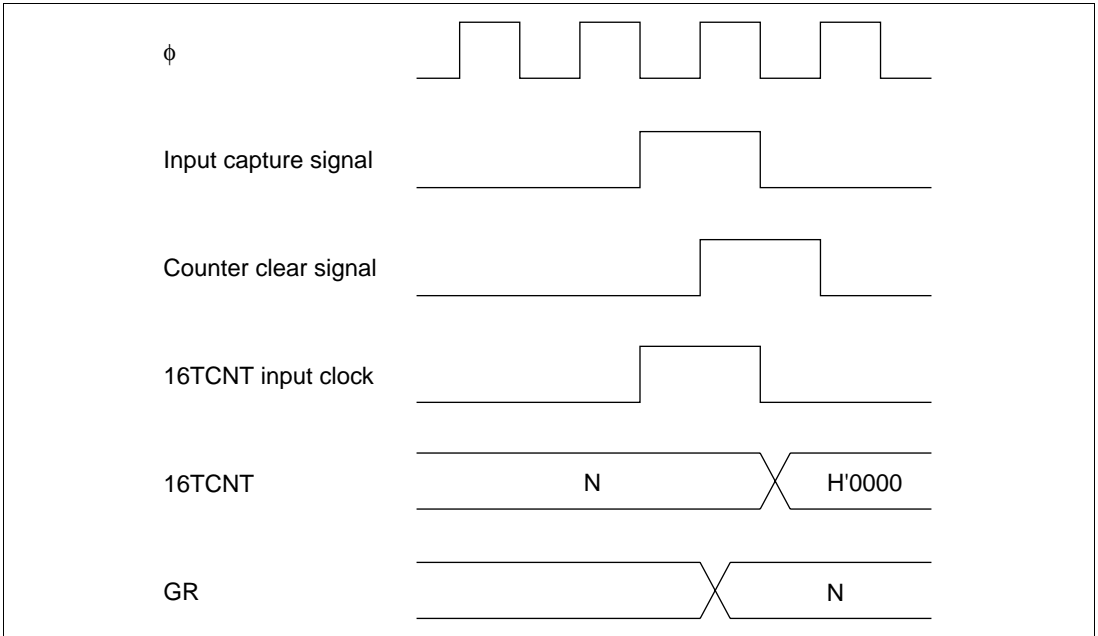 ϕ
Input capture signal
Counter clear signal
16TCNT input clock
16TCNT N H'0000
GR N